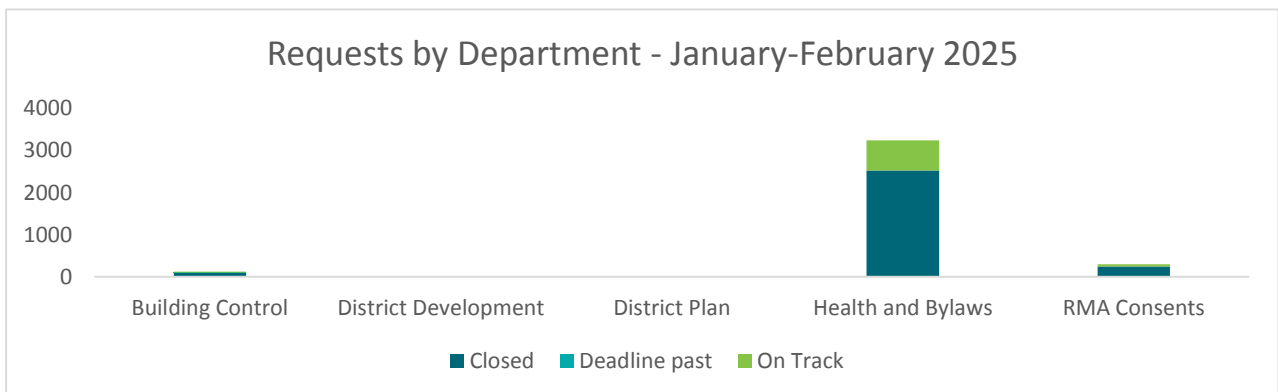 Requests by Department - January-February 2025
4000
3000
2000
1000
0
Building Control District Development District Plan Health and Bylaws RMA Consents
Closed Deadline past On Track